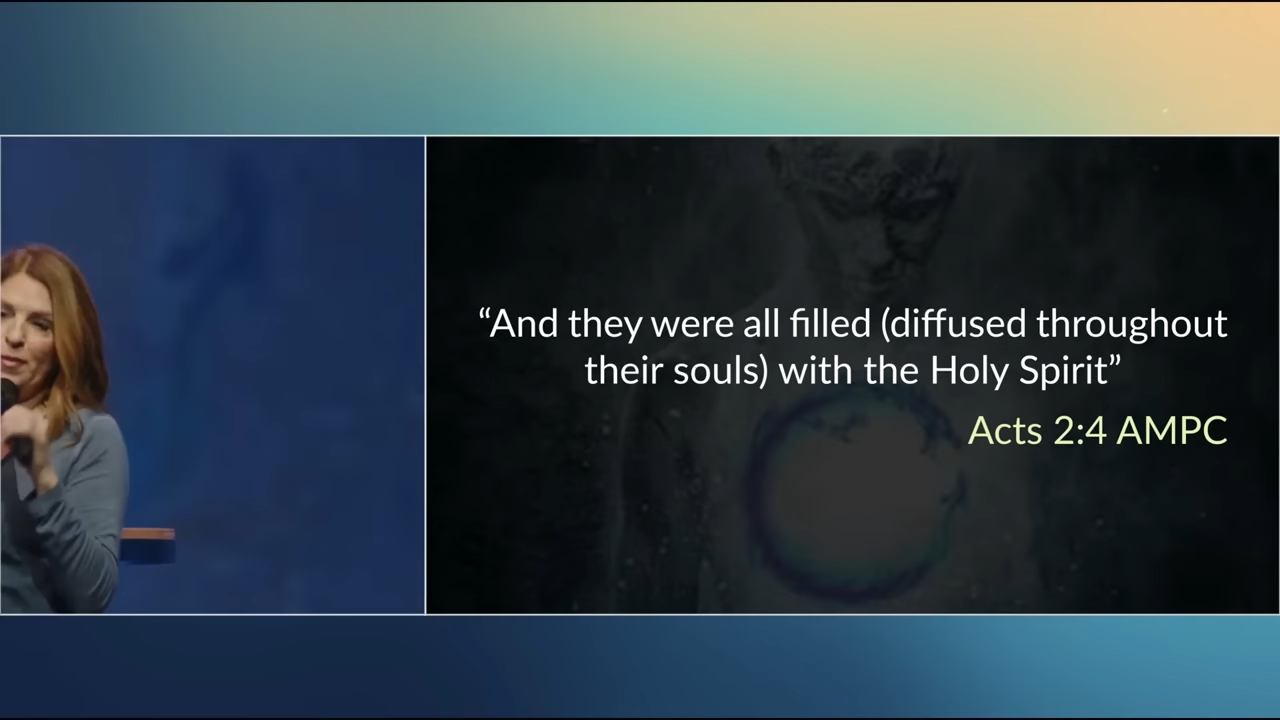 “And they were all filled (diffused throughout
their souls) with the Holy Spirit”
Acts 2:4 AMPC